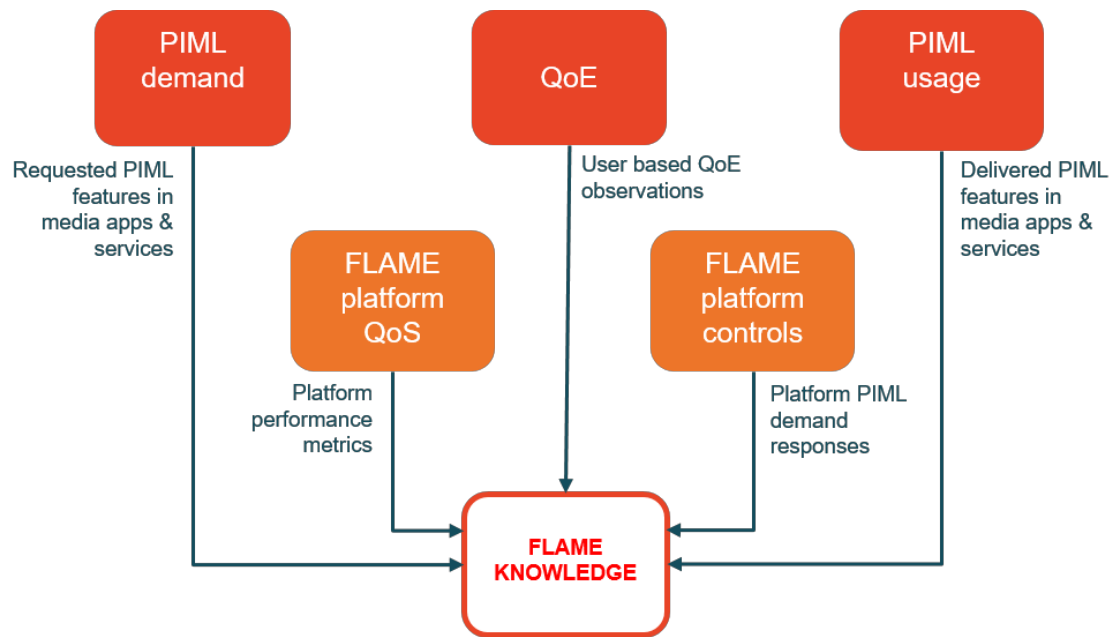 PIML
demand
QoE
PIML
usage
Requested PIML
features in
media apps &
services
User based QoE
observations
Delivered PIML
features in
media apps &
services
FLAME
platform
QoS
FLAME
platform
controls
Platform
performance
metrics
Platform PIML
demand
responses
FLAME
KNOWLEDGE